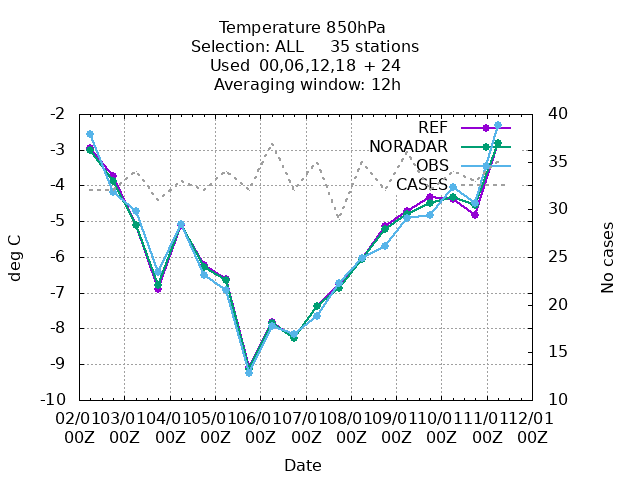 Temperature 850hPa
Selection: ALL     35 stations
Used  00,06,12,18 + 24
Averaging window: 12h
-2
-3
-4
-5
-6
-7
-8
-9
-10
deg C
40
35
30
25
20
15
10
No cases
REF
NORADAR
OBS
CASES
02/01 03/01 04/01 05/01 06/01 07/01 08/01 09/01 10/01 11/01 12/01
00Z 00Z 00Z 00Z 00Z 00Z 00Z 00Z 00Z 00Z 00Z
Date